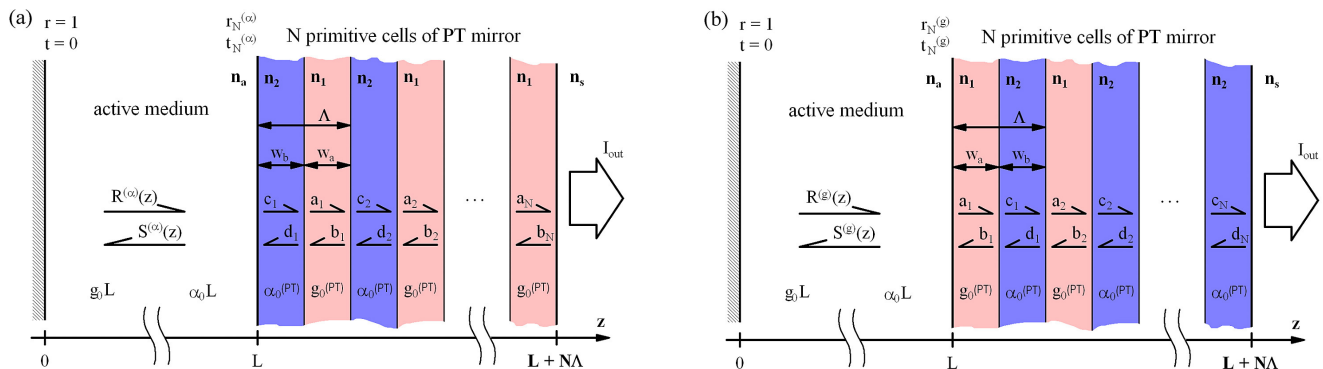 (a)
r = 1
t = 0
r_N^(α)
t_N^(α)
N primitive cells of PT mirror
n_a
n_2
n_1
n_2
n_1
n_1
n_s
active medium
Λ
w_b
w_a
I_out
R^(α)(z)
S^(α)(z)
c_1
a_1
c_2
a_2
...
a_N
d_1
b_1
d_2
b_2
b_N
g_0L
α_0L
α_0^(PT)
g_0^(PT)
α_0^(PT)
g_0^(PT)
g_0^(PT)
z
0
L
L + NΛ
(b)
r = 1
t = 0
r_N^(g)
t_N^(g)
N primitive cells of PT mirror
n_a
n_1
n_2
n_1
n_2
n_2
n_s
active medium
Λ
w_a
w_b
I_out
R^(g)(z)
S^(g)(z)
a_1
c_1
a_2
c_2
...
c_N
b_1
d_1
b_2
d_2
d_N
g_0L
α_0L
g_0^(PT)
α_0^(PT)
g_0^(PT)
α_0^(PT)
α_0^(PT)
z
0
L
L + NΛ